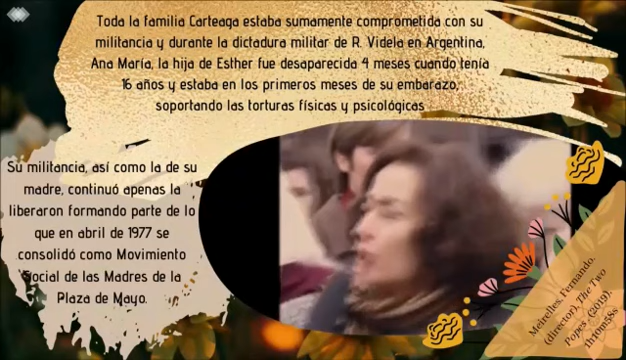 Toda la familia Carteaga estaba sumamente comprometida con su
militancia y durante la dictadura militar de R. Videla en Argentina,
Ana María, la hija de Esther fue desaparecida 4 meses cuando tenía
16 años y estaba en los primeros meses de su embarazo,
soportando las torturas físicas y psicológicas
Su militancia, así como la de su
madre, continuó apenas la
liberaron formando parte de lo
que en abril de 1977 se
consolidó como Movimiento
Social de las Madres de la
Plaza de Mayo.
Meirelles, Fernando.
(director). The Two
Popes. (2019).
1h10m58s